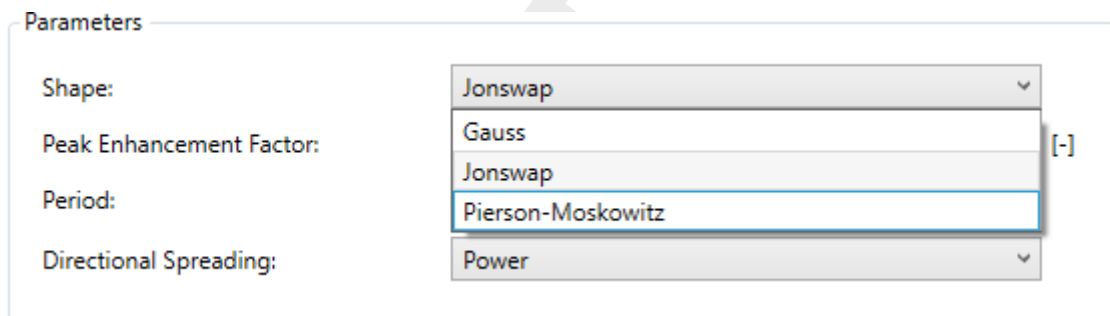 Parameters
Shape: Jonswap
Gauss
Peak Enhancement Factor: [-]
Jonswap
Period:
Pierson-Moskowitz
Directional Spreading: Power